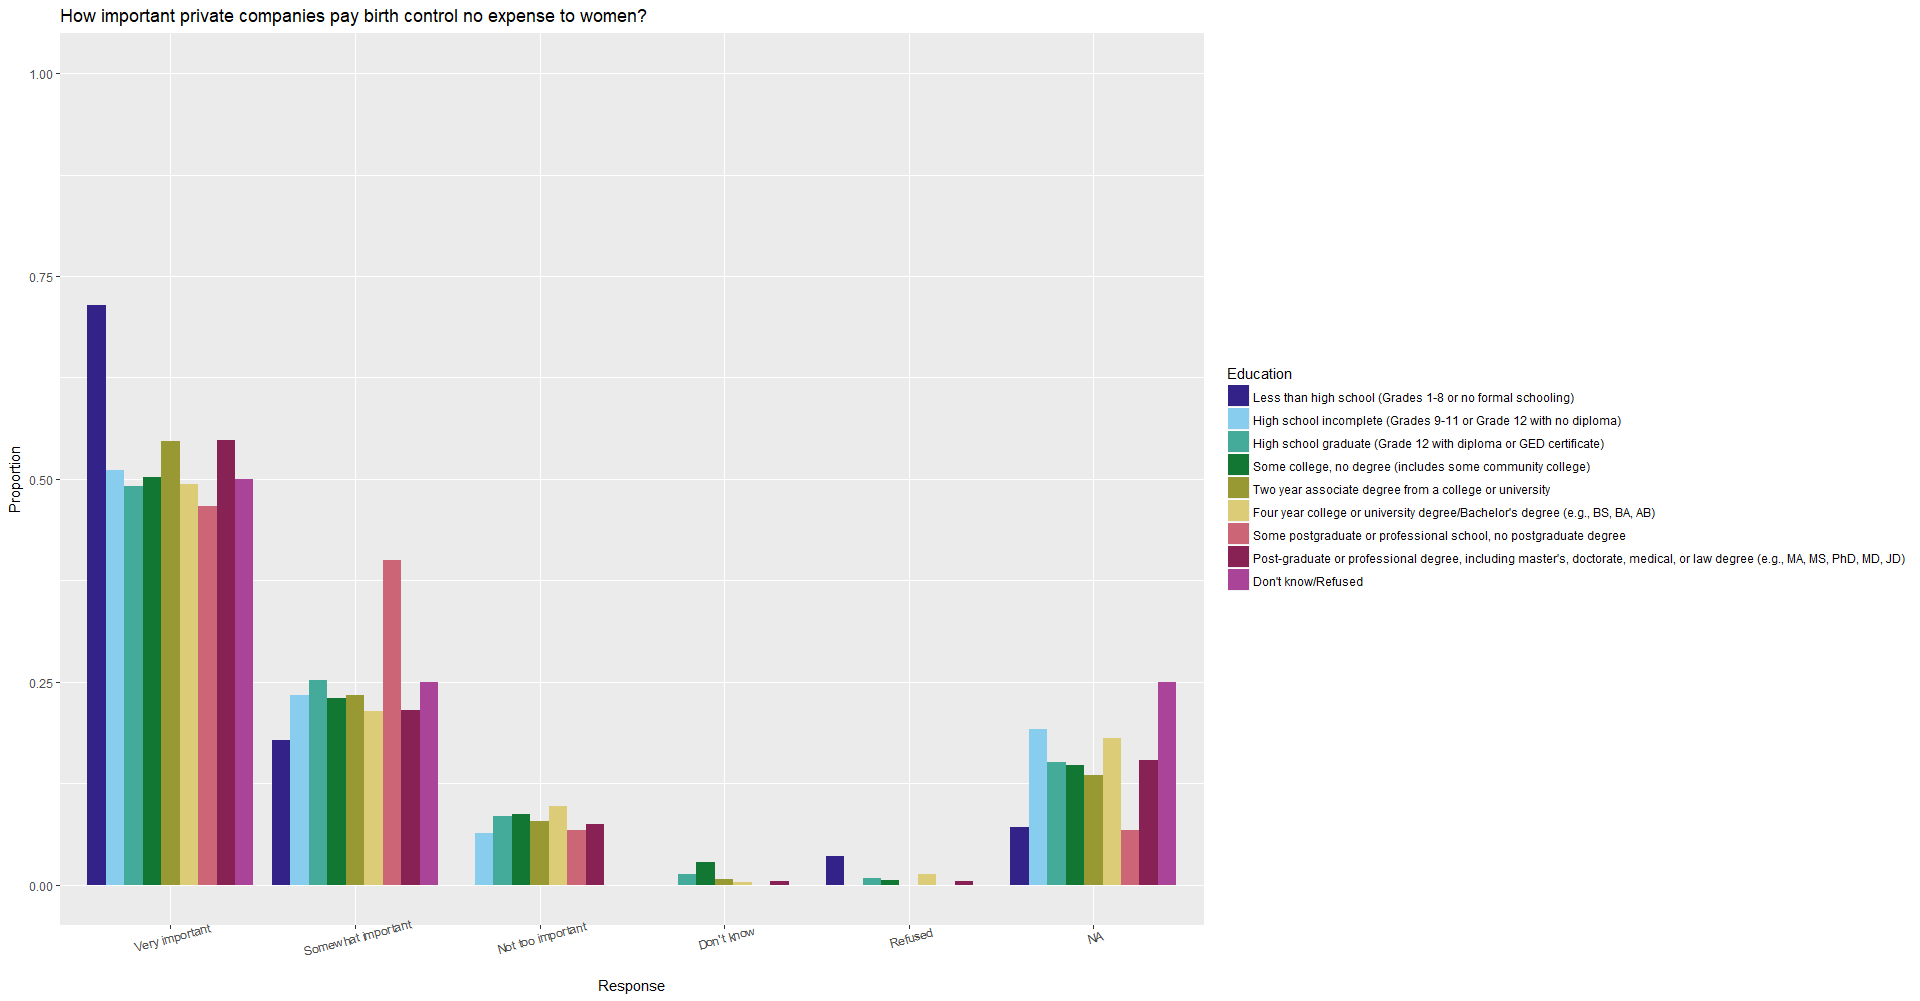 How important private companies pay birth control no expense to women?
1.00
0.75
0.50
0.25
0.00
Proportion
Very important
Somewhat important
Not too important
Don't know
Refused
NA
Response
Education
Less than high school (Grades 1-8 or no formal schooling)
High school incomplete (Grades 9-11 or Grade 12 with no diploma)
High school graduate (Grade 12 with diploma or GED certificate)
Some college, no degree (includes some community college)
Two year associate degree from a college or university
Four year college or university degree/Bachelor's degree (e.g., BS, BA, AB)
Some postgraduate or professional school, no postgraduate degree
Post-graduate or professional degree, including master's, doctorate, medical, or law degree (e.g., MA, MS, PhD, MD, JD)
Don't know/Refused